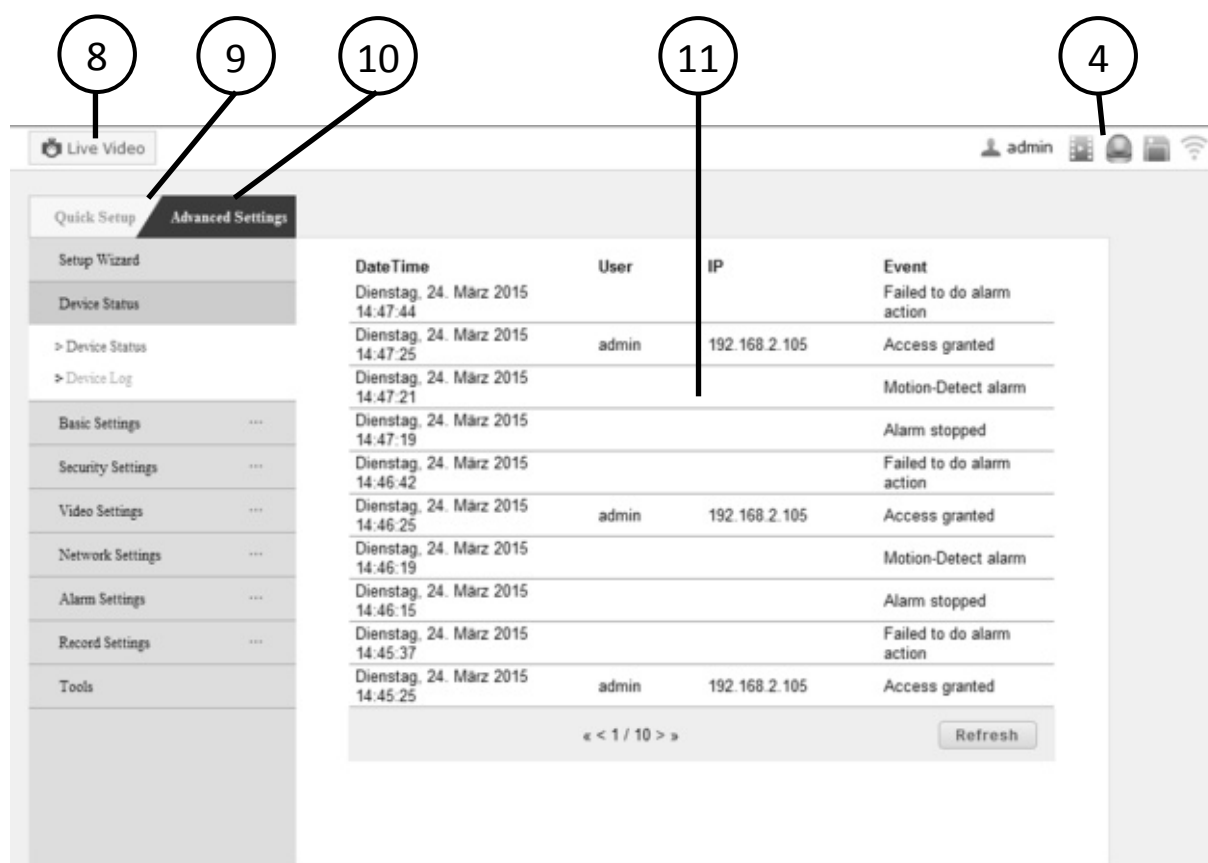 8 9 10 11 4
Live Video admin
Quick Setup Advanced Settings
Setup Wizard
Device Status
> Device Status
> Device Log
Basic Settings ...
Security Settings ...
Video Settings ...
Network Settings ...
Alarm Settings ...
Record Settings ...
Tools
DateTime User IP Event
Dienstag, 24. März 2015 Failed to do alarm
14:47:44 action
Dienstag, 24. März 2015
14:47:25 admin 192.168.2.105 Access granted
Dienstag, 24. März 2015
14:47:21 Motion-Detect alarm
Dienstag, 24. März 2015
14:47:19 Alarm stopped
Dienstag, 24. März 2015 Failed to do alarm
14:46:42 action
Dienstag, 24. März 2015
14:46:25 admin 192.168.2.105 Access granted
Dienstag, 24. März 2015
14:46:19 Motion-Detect alarm
Dienstag, 24. März 2015
14:46:15 Alarm stopped
Dienstag, 24. März 2015 Failed to do alarm
14:45:37 action
Dienstag, 24. März 2015
14:45:25 admin 192.168.2.105 Access granted
« < 1 / 10 > » Refresh